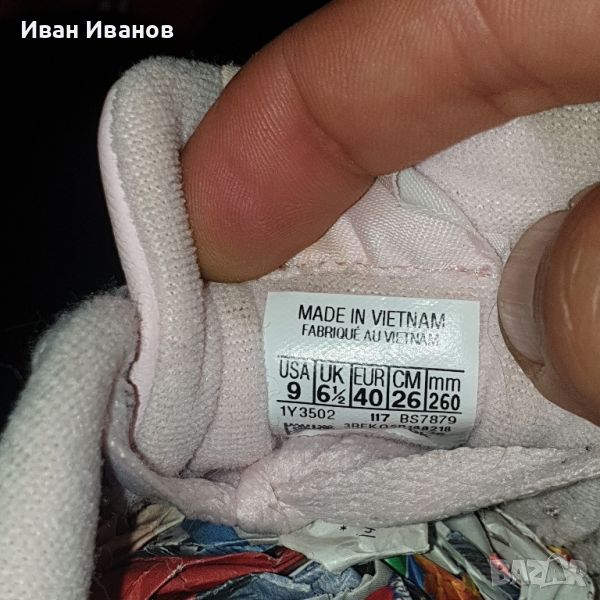 Иван Иванов
MADE IN VIETNAM
FABRIQUÉ AU VIETNAM
USA UK EUR CM mm
9 6½ 40 26 260
1Y3502 117 BS7879
BAZAR